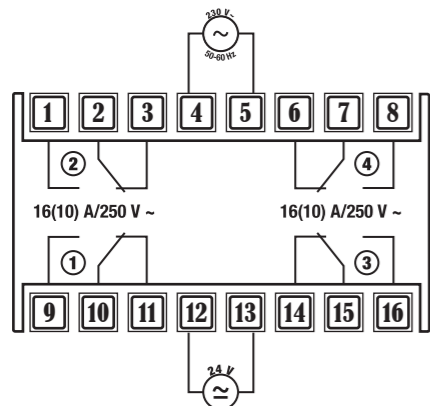 230 V~
50-60 Hz
1 2 3 4 5 6 7 8
2 4
16(10) A/250 V ~ 16(10) A/250 V ~
1 3
9 10 11 12 13 14 15 16
24 V